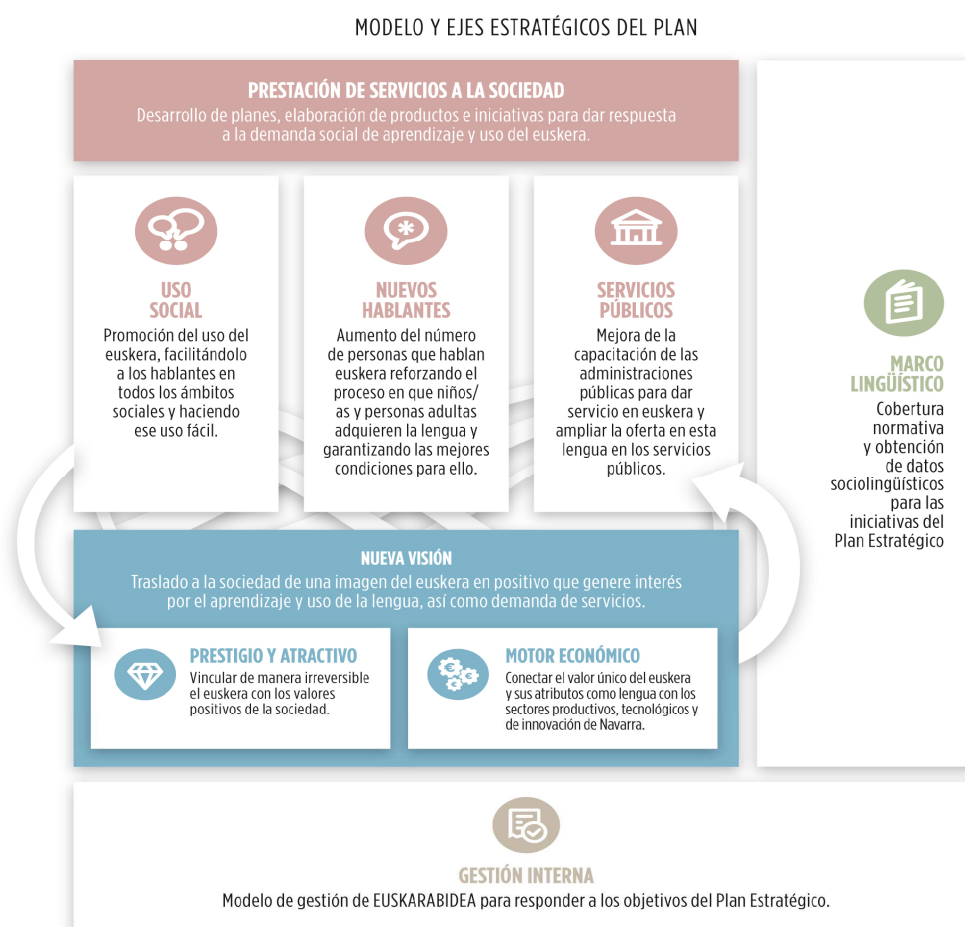 MODELO Y EJES ESTRATÉGICOS DEL PLAN
PRESTACIÓN DE SERVICIOS A LA SOCIEDAD
Desarrollo de planes, elaboración de productos e iniciativas para dar respuesta
a la demanda social de aprendizaje y uso del euskera.
USO
SOCIAL
Promoción del uso del
euskera, facilitándolo
a los hablantes en
todos los ámbitos
sociales y haciendo
ese uso fácil.
NUEVOS
HABLANTES
Aumento del número
de personas que hablan
euskera reforzando el
proceso en que niños/
as y personas adultas
adquieren la lengua y
garantizando las mejores
condiciones para ello.
SERVICIOS
PÚBLICOS
Mejora de la
capacitación de las
administraciones
públicas para dar
servicio en euskera y
ampliar la oferta en esta
lengua en los servicios
públicos.
MARCO
LINGÜÍSTICO
Cobertura
normativa
y obtención
de datos
sociolingüísticos
para las
iniciativas del
Plan Estratégico
NUEVA VISIÓN
Traslado a la sociedad de una imagen del euskera en positivo que genere interés
por el aprendizaje y uso de la lengua, así como demanda de servicios.
PRESTIGIO Y ATRACTIVO
Vincular de manera irreversible
el euskera con los valores
positivos de la sociedad.
MOTOR ECONÓMICO
Conectar el valor único del euskera
y sus atributos como lengua con los
sectores productivos, tecnológicos y
de innovación de Navarra.
GESTIÓN INTERNA
Modelo de gestión de EUSKARABIDEA para responder a los objetivos del Plan Estratégico.